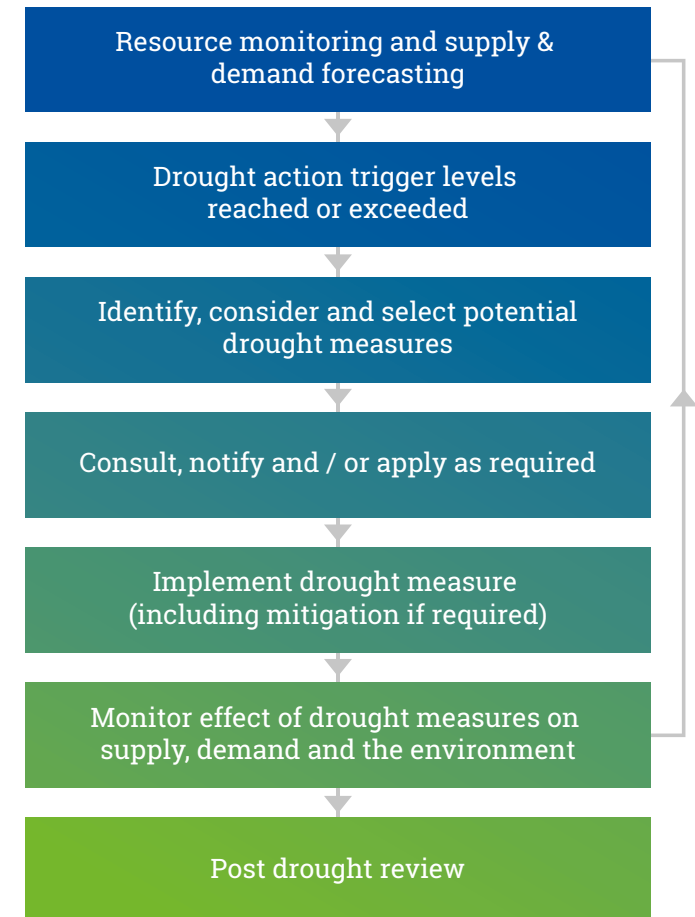 Resource monitoring and supply &
demand forecasting
Drought action trigger levels
reached or exceeded
Identify, consider and select potential
drought measures
Consult, notify and / or apply as required
Implement drought measure
(including mitigation if required)
Monitor effect of drought measures on
supply, demand and the environment
Post drought review